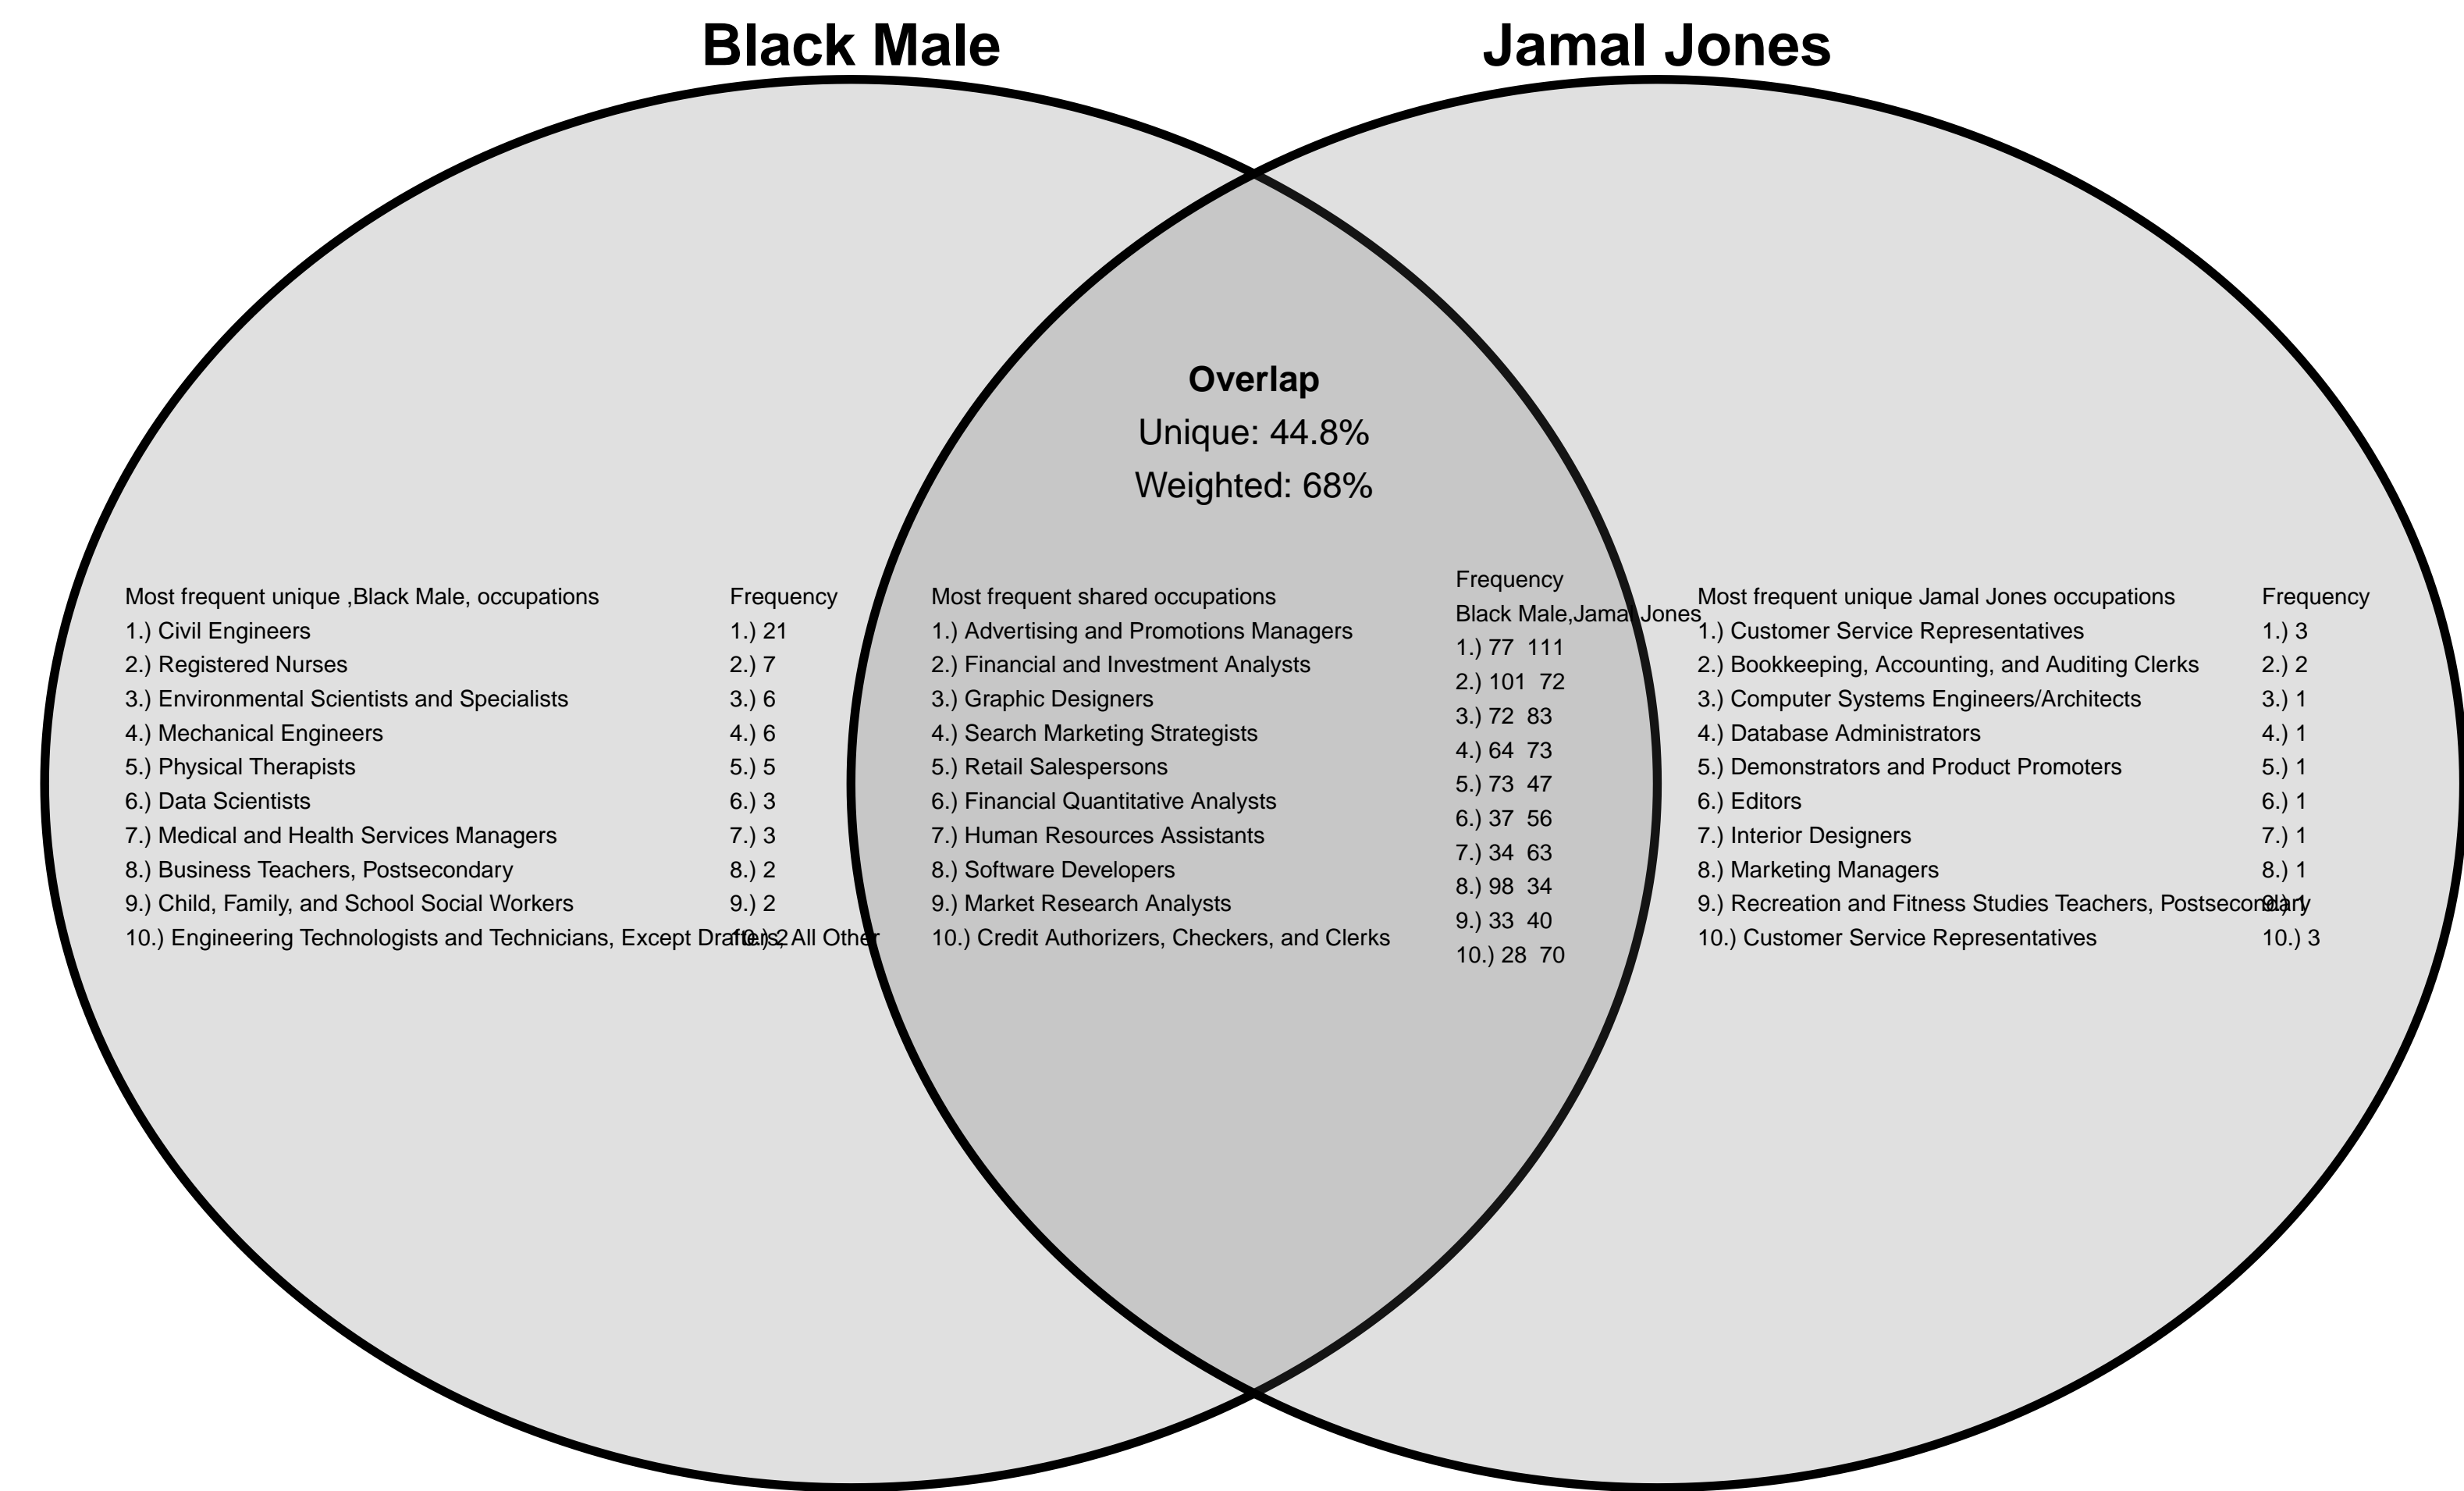 Black Male
Jamal Jones
Overlap
Unique: 44.8%
Weighted: 68%
Most frequent unique ,Black Male, occupations
1.) Civil Engineers
2.) Registered Nurses
3.) Environmental Scientists and Specialists
4.) Mechanical Engineers
5.) Physical Therapists
6.) Data Scientists
7.) Medical and Health Services Managers
8.) Business Teachers, Postsecondary
9.) Child, Family, and School Social Workers
10.) Engineering Technologists and Technicians, Except Drafters, All Other
Frequency
1.) 21
2.) 7
3.) 6
4.) 6
5.) 5
6.) 3
7.) 3
8.) 2
9.) 2
10.) 2
Most frequent shared occupations
1.) Advertising and Promotions Managers
2.) Financial and Investment Analysts
3.) Graphic Designers
4.) Search Marketing Strategists
5.) Retail Salespersons
6.) Financial Quantitative Analysts
7.) Human Resources Assistants
8.) Software Developers
9.) Market Research Analysts
10.) Credit Authorizers, Checkers, and Clerks
Frequency
Black Male,Jamal Jones
1.) 77 111
2.) 101 72
3.) 72 83
4.) 64 73
5.) 73 47
6.) 37 56
7.) 34 63
8.) 98 34
9.) 33 40
10.) 28 70
Most frequent unique Jamal Jones occupations
1.) Customer Service Representatives
2.) Bookkeeping, Accounting, and Auditing Clerks
3.) Computer Systems Engineers/Architects
4.) Database Administrators
5.) Demonstrators and Product Promoters
6.) Editors
7.) Interior Designers
8.) Marketing Managers
9.) Recreation and Fitness Studies Teachers, Postsecondary
10.) Customer Service Representatives
Frequency
1.) 3
2.) 2
3.) 1
4.) 1
5.) 1
6.) 1
7.) 1
8.) 1
9.) 1
10.) 3